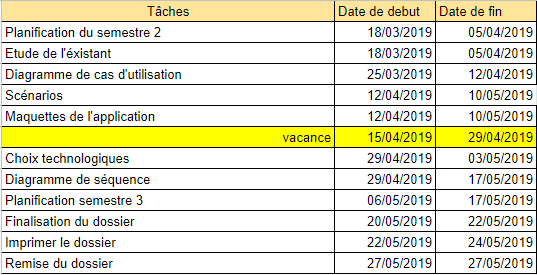 Tâches Date de debut Date de fin
Planification du semestre 2 18/03/2019 05/04/2019
Etude de l'éxistant 18/03/2019 05/04/2019
Diagramme de cas d'utilisation 25/03/2019 12/04/2019
Scénarios 12/04/2019 10/05/2019
Maquettes de l'application 12/04/2019 10/05/2019
vacance 15/04/2019 29/04/2019
Choix technologiques 29/04/2019 03/05/2019
Diagramme de séquence 29/04/2019 17/05/2019
Planification semestre 3 06/05/2019 17/05/2019
Finalisation du dossier 20/05/2019 22/05/2019
Imprimer le dossier 22/05/2019 24/05/2019
Remise du dossier 27/05/2019 27/05/2019